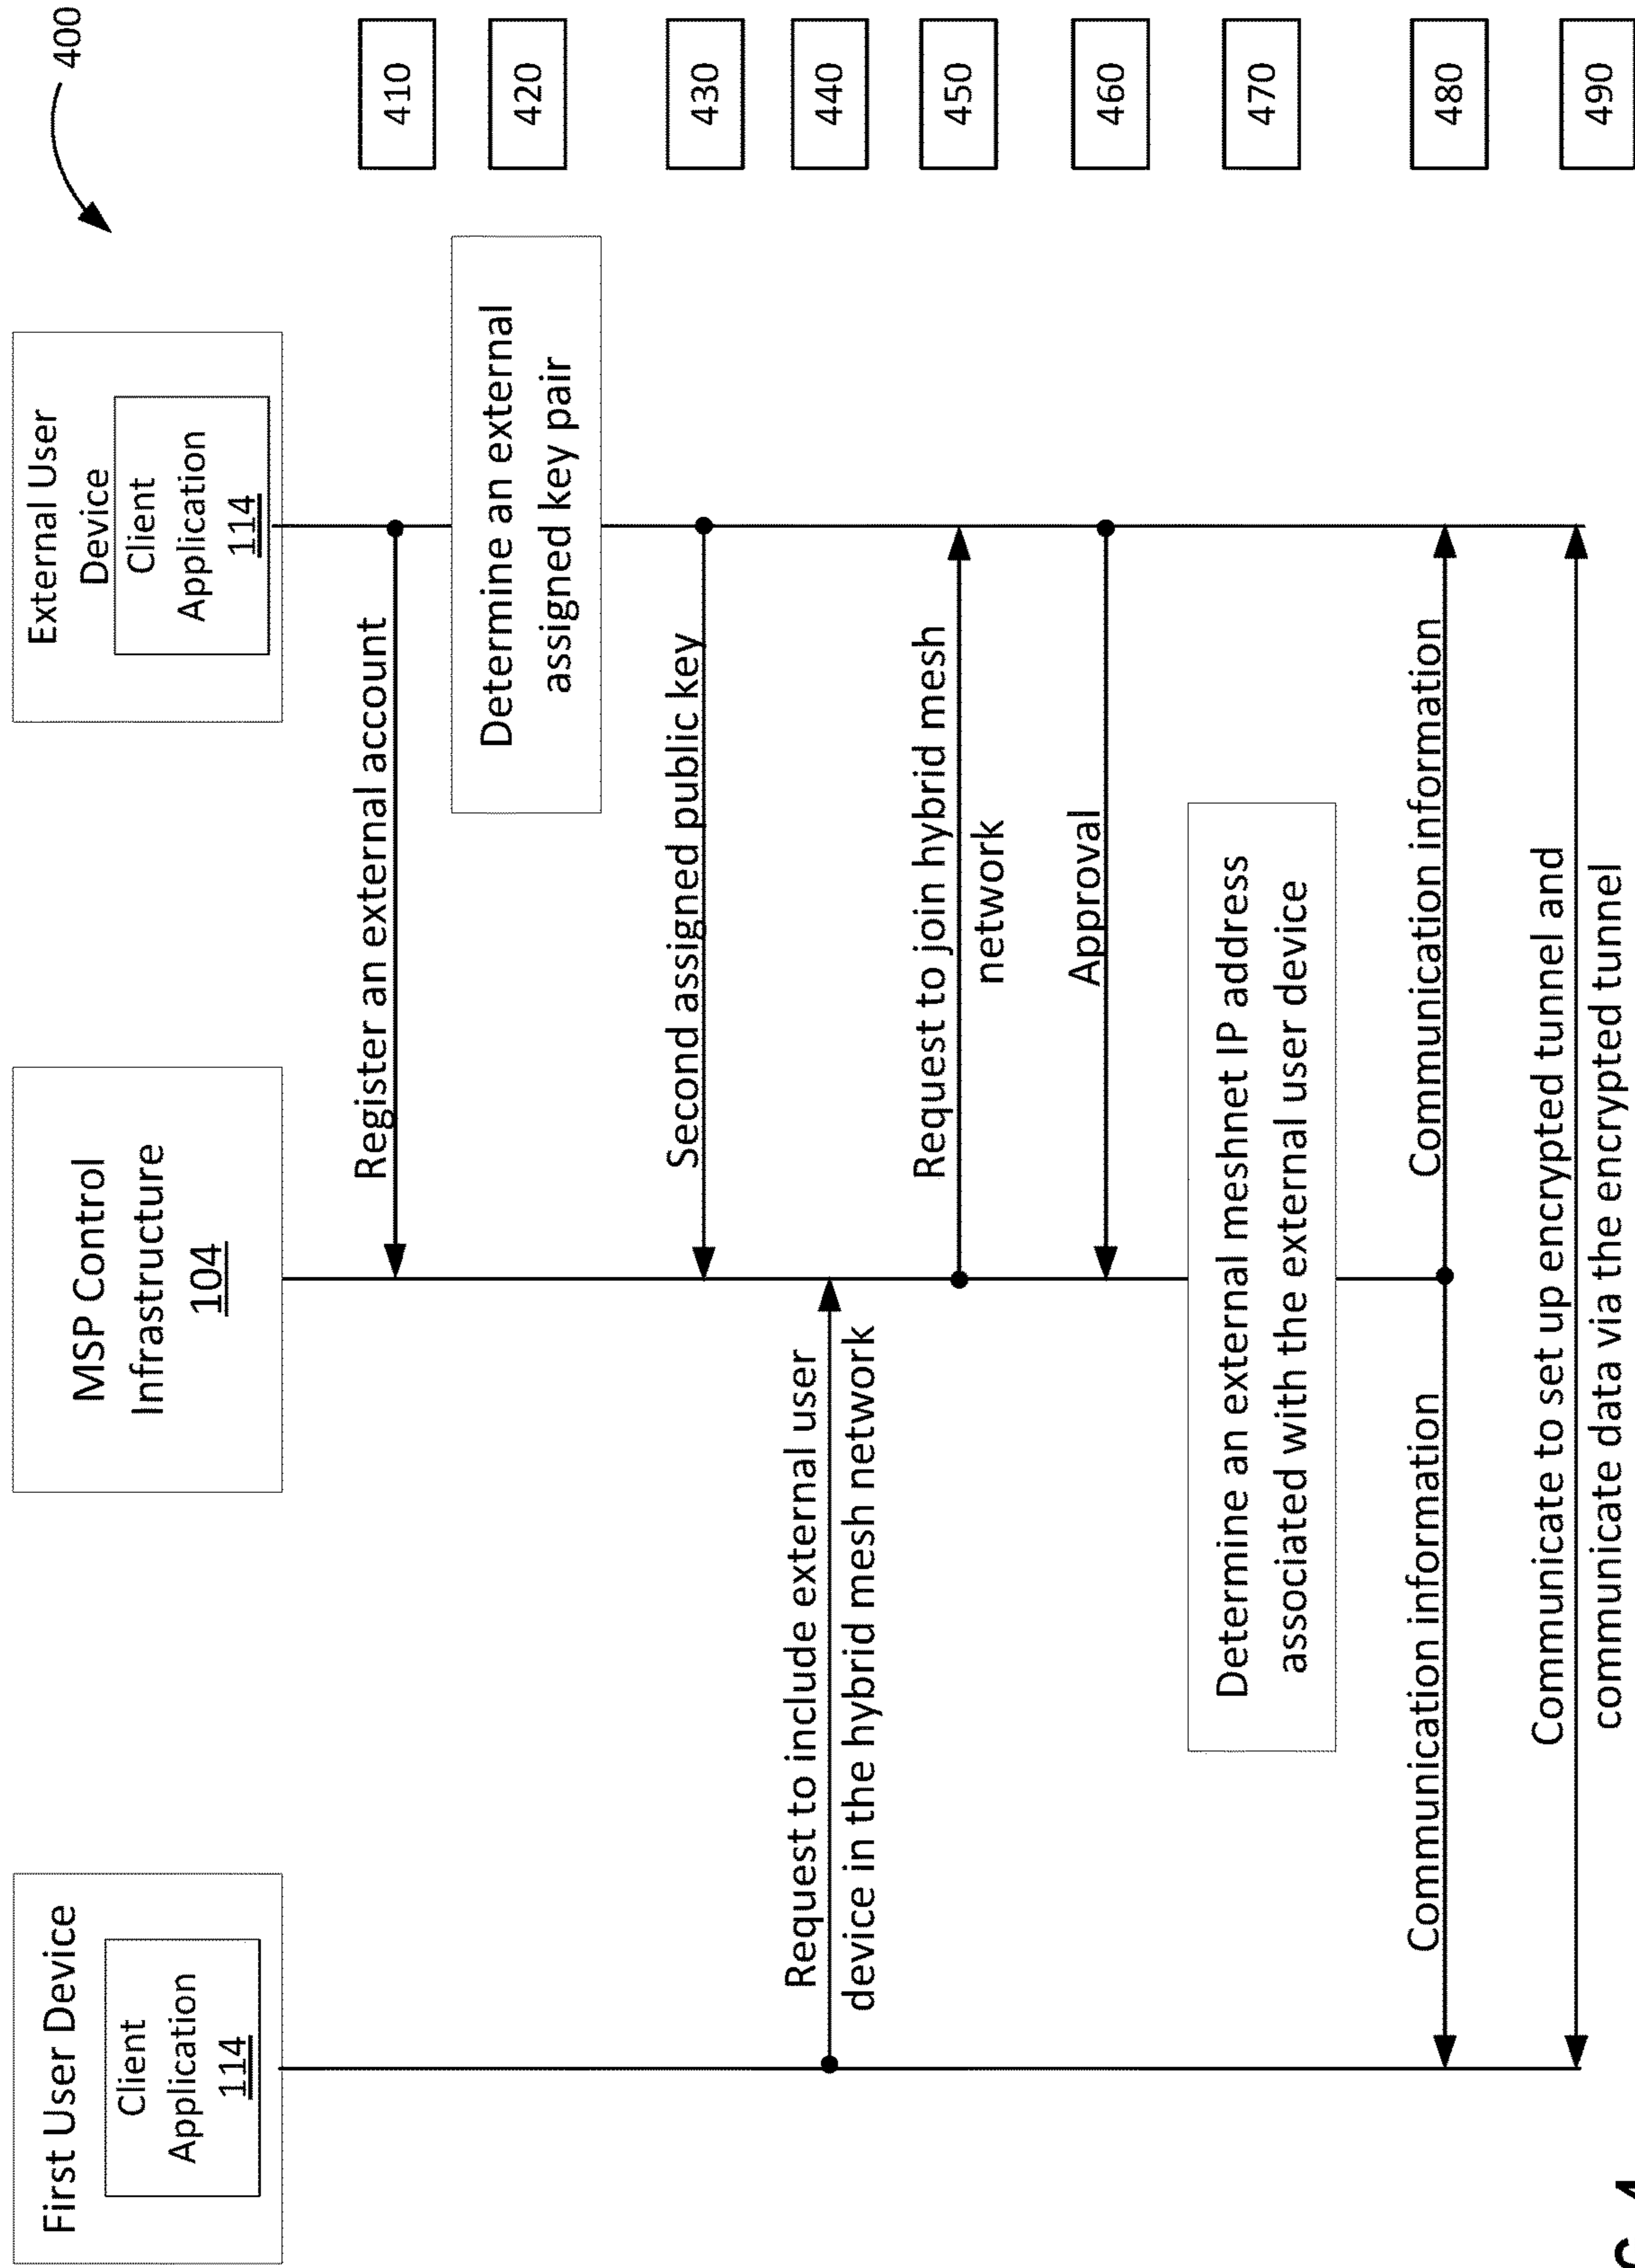 400
First User Device
Client
Application
114
MSP Control
Infrastructure
104
External User
Device
Client
Application
114
Register an external account
410
Determine an external
assigned key pair
420
Second assigned public key
430
Request to include external user
device in the hybrid mesh network
440
Request to join hybrid mesh
network
450
Approval
460
Determine an external meshnet IP address
associated with the external user device
470
Communication information
Communication information
480
Communicate to set up encrypted tunnel and
communicate data via the encrypted tunnel
490